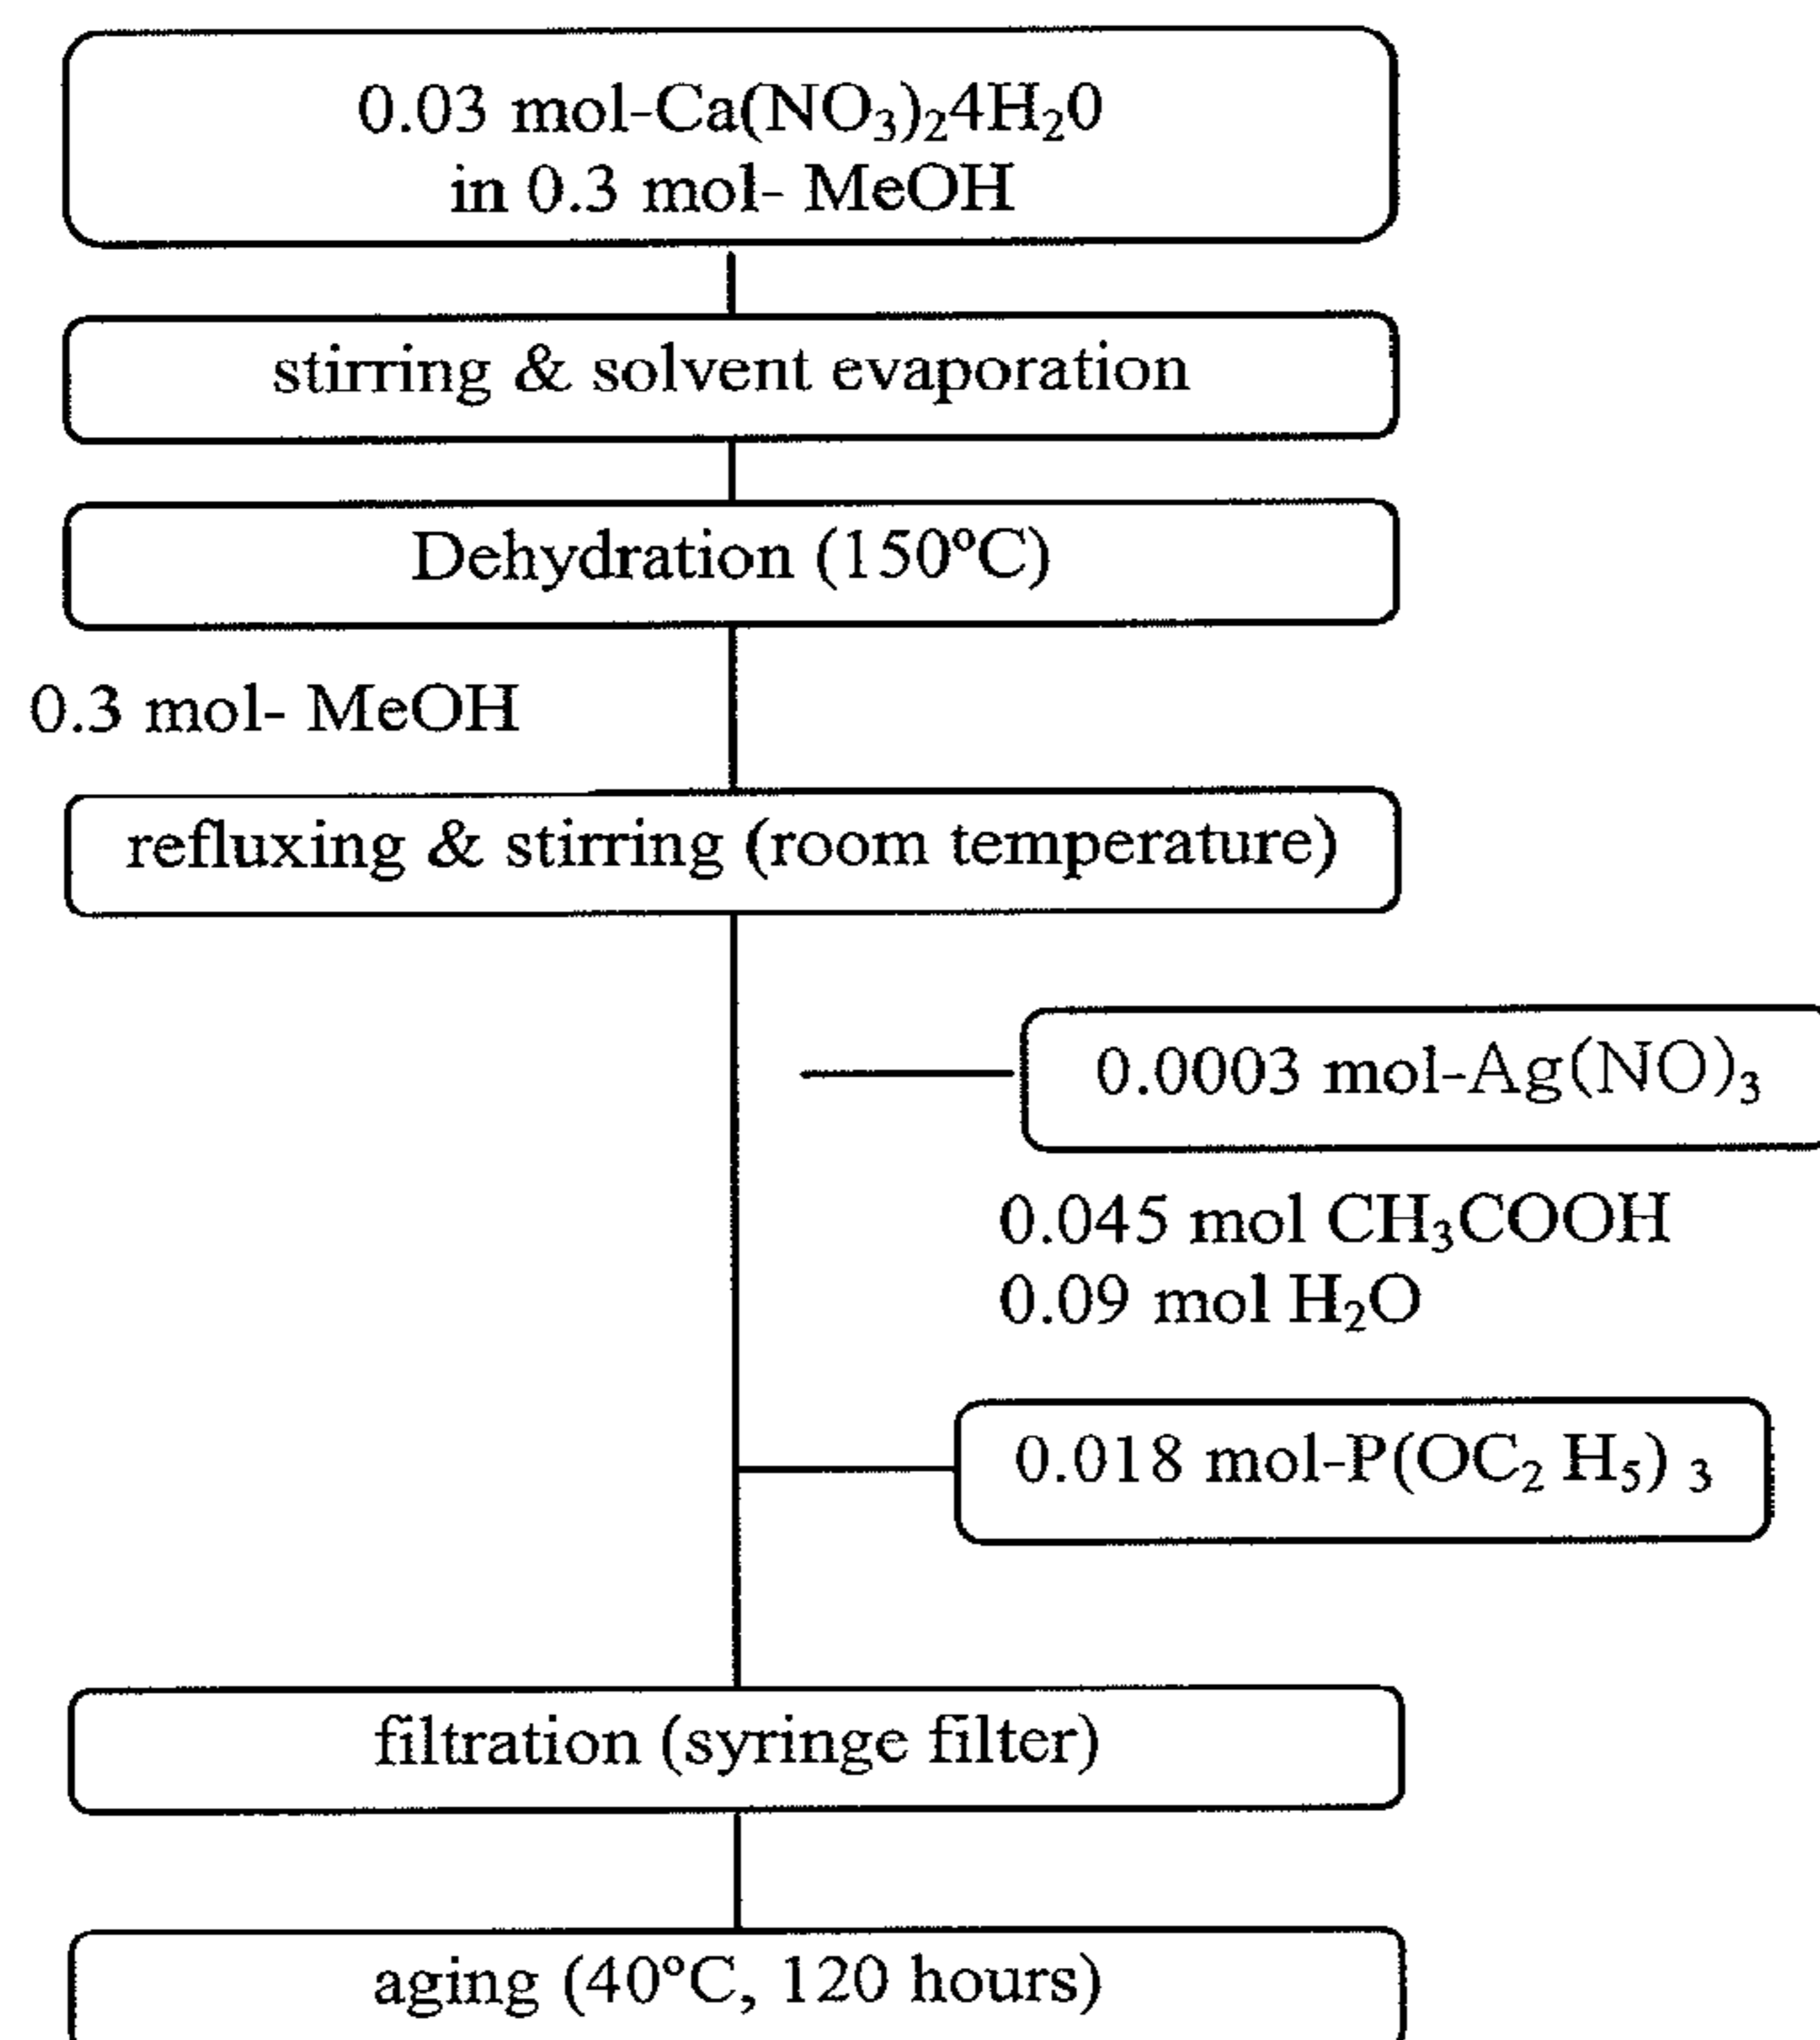 0.03 mol-Ca(NO₃)₂4H₂0
in 0.3 mol- MeOH
stirring & solvent evaporation
Dehydration (150ºC)
0.3 mol- MeOH
refluxing & stirring (room temperature)
0.0003 mol-Ag(NO)₃
0.045 mol CH₃COOH
0.09 mol H₂O
0.018 mol-P(OC₂ H₅) ₃
filtration (syringe filter)
aging (40ºC, 120 hours)